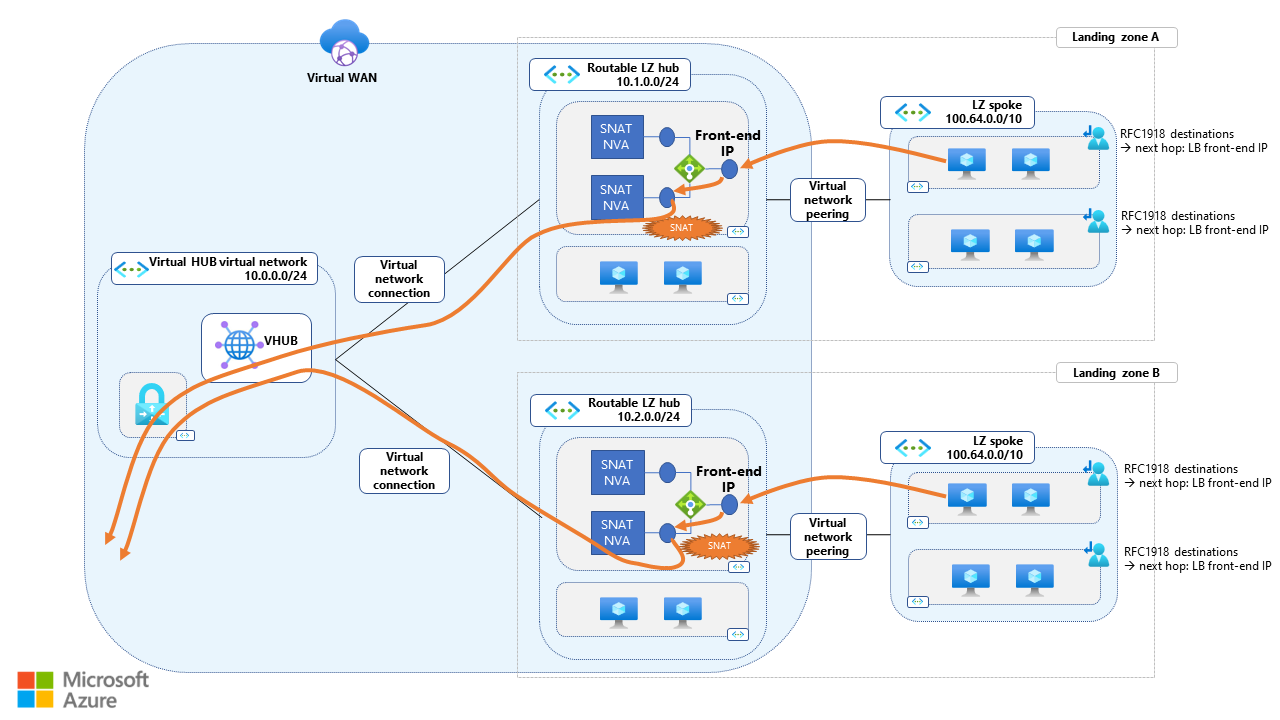 Virtual WAN
Landing zone A
Routable LZ hub
10.1.0.0/24
SNAT
NVA
Front-end
IP
SNAT
NVA
SNAT
LZ spoke
100.64.0.0/10
RFC1918 destinations
→ next hop: LB front-end IP
Virtual
network
peering
RFC1918 destinations
→ next hop: LB front-end IP
Virtual HUB virtual network
10.0.0.0/24
VHUB
Virtual
network
connection
Virtual
network
connection
Landing zone B
Routable LZ hub
10.2.0.0/24
SNAT
NVA
Front-end
IP
SNAT
NVA
SNAT
LZ spoke
100.64.0.0/10
RFC1918 destinations
→ next hop: LB front-end IP
Virtual
network
peering
RFC1918 destinations
→ next hop: LB front-end IP
Microsoft
Azure